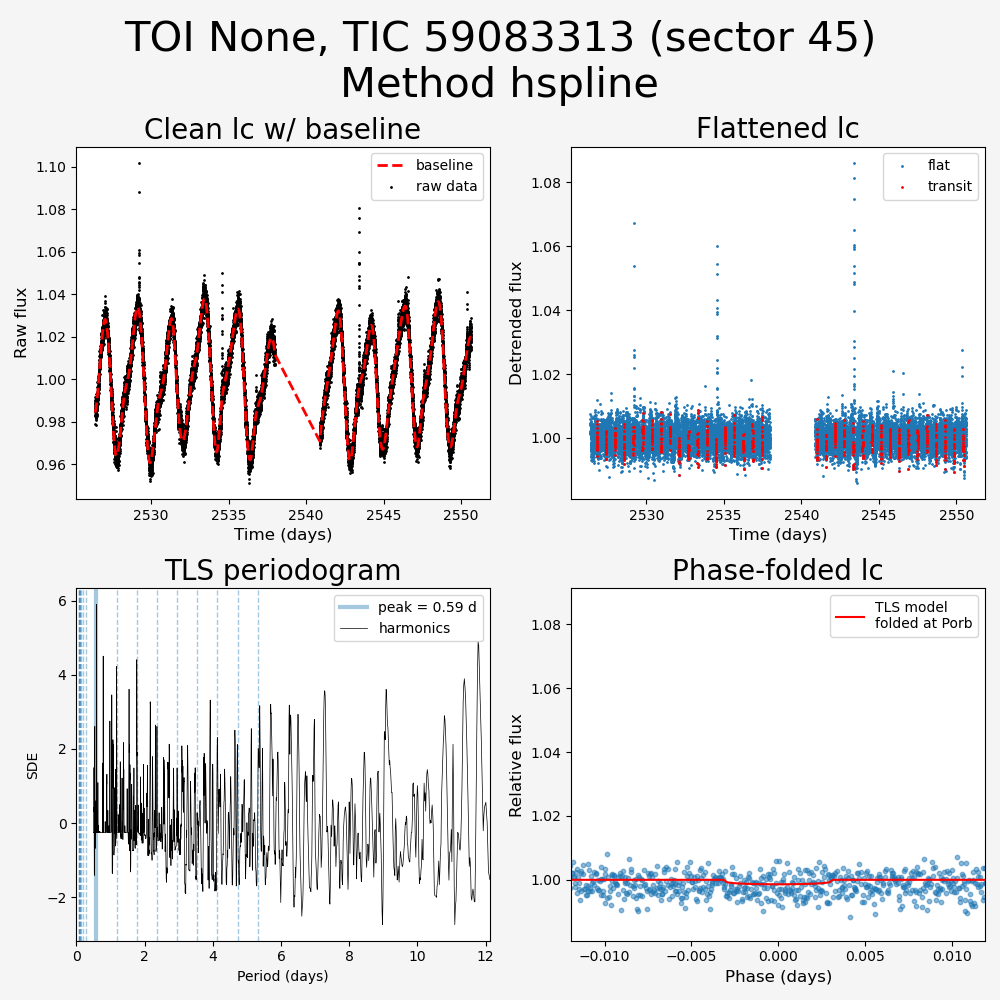 TOI None, TIC 59083313 (sector 45)
Method hspline
Clean lc w/ baseline
baseline
raw data
1.10
1.08
1.06
1.04
1.02
1.00
0.98
0.96
Raw flux
2530
2535
2540
2545
2550
Time (days)
Flattened lc
flat
transit
1.08
1.06
1.04
1.02
1.00
Detrended flux
2530
2535
2540
2545
2550
Time (days)
TLS periodogram
peak = 0.59 d
harmonics
6
4
2
0
−2
SDE
0
2
4
6
8
10
12
Period (days)
Phase-folded lc
TLS model
folded at Porb
1.08
1.06
1.04
1.02
1.00
Relative flux
−0.010
−0.005
0.000
0.005
0.010
Phase (days)